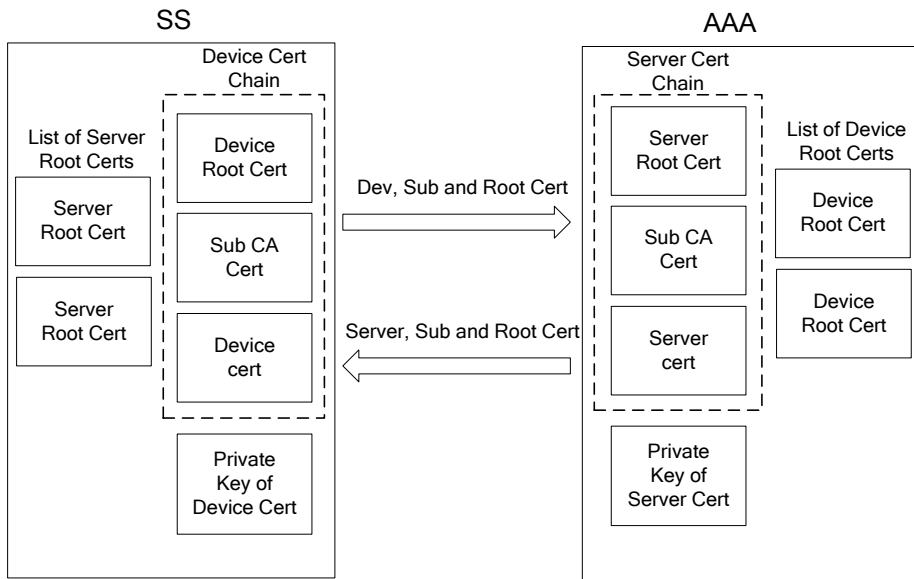 SS
AAA
Device Cert
Chain
List of Server
Root Certs
Server
Root Cert
Server
Root Cert
Device
Root Cert
Sub CA
Cert
Device
cert
Private
Key of
Device Cert
Dev, Sub and Root Cert
Server, Sub and Root Cert
Server Cert
Chain
Server
Root Cert
Sub CA
Cert
Server
cert
Private
Key of
Server Cert
List of Device
Root Certs
Device
Root Cert
Device
Root Cert